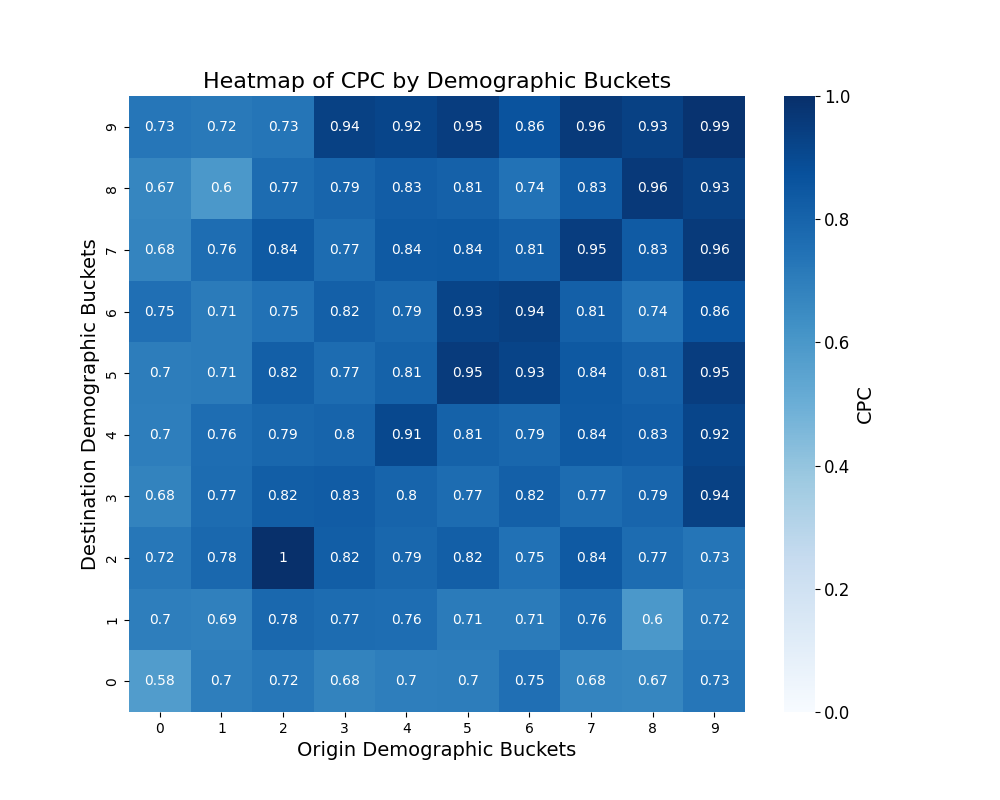 Heatmap of CPC by Demographic Buckets
9 0.73 0.72 0.73 0.94 0.92 0.95 0.86 0.96 0.93 0.99
8 0.67 0.6 0.77 0.79 0.83 0.81 0.74 0.83 0.96 0.93
7 0.68 0.76 0.84 0.77 0.84 0.84 0.81 0.95 0.83 0.96
6 0.75 0.71 0.75 0.82 0.79 0.93 0.94 0.81 0.74 0.86
5 0.7 0.71 0.82 0.77 0.81 0.95 0.93 0.84 0.81 0.95
4 0.7 0.76 0.79 0.8 0.91 0.81 0.79 0.84 0.83 0.92
3 0.68 0.77 0.82 0.83 0.8 0.77 0.82 0.77 0.79 0.94
2 0.72 0.78 1 0.82 0.79 0.82 0.75 0.84 0.77 0.73
1 0.7 0.69 0.78 0.77 0.76 0.71 0.71 0.76 0.6 0.72
0 0.58 0.7 0.72 0.68 0.7 0.7 0.75 0.68 0.67 0.73
0 1 2 3 4 5 6 7 8 9
Origin Demographic Buckets
Destination Demographic Buckets
1.0
0.8
0.6
0.4
0.2
0.0
CPC